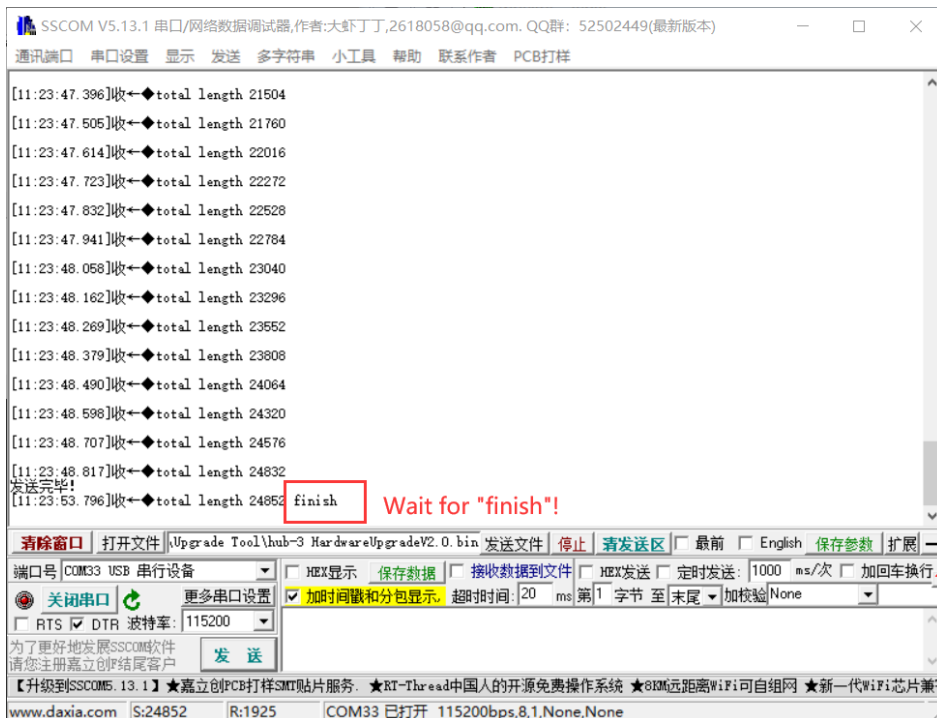 SSCOM V5.13.1 串口/网络数据调试器,作者:大虾丁丁,2618058@qq.com. QQ群: 52502449(最新版本)
通讯端口 串口设置 显示 发送 多字符串 小工具 帮助 联系作者 PCB打样
[11:23:47.396]收←◆total length 21504
[11:23:47.505]收←◆total length 21760
[11:23:47.614]收←◆total length 22016
[11:23:47.723]收←◆total length 22272
[11:23:47.832]收←◆total length 22528
[11:23:47.941]收←◆total length 22784
[11:23:48.058]收←◆total length 23040
[11:23:48.162]收←◆total length 23296
[11:23:48.269]收←◆total length 23552
[11:23:48.379]收←◆total length 23808
[11:23:48.490]收←◆total length 24064
[11:23:48.598]收←◆total length 24320
[11:23:48.707]收←◆total length 24576
[11:23:48.817]收←◆total length 24832
发送完毕!
[11:23:53.796]收←◆total length 24852 finish Wait for "finish"!
清除窗口 打开文件 \Upgrade Tool\hub-3 HardwareUpgradeV2.0.bin 发送文件 停止 清发送区 最前 English 保存参数 扩展 —
端口号 COM33 USB 串行设备 HEX显示 保存数据 接收数据到文件 HEX发送 定时发送: 1000 ms/次 加回车换行
关闭串口 更多串口设置 加时间戳和分包显示, 超时时间: 20 ms 第 1 字节 至 末尾 加校验 None
RTS DTR 波特率: 115200
为了更好地发展SSCOM软件
请您注册嘉立创F结尾客户
发 送
【升级到SSCOM5.13.1】★嘉立创PCB打样SMT贴片服务. ★RT-Thread中国人的开源免费操作系统 ★8KM远距离WiFi可自组网 ★新一代WiFi芯片兼
www.daxia.com S:24852 R:1925 COM33 已打开 115200bps,8,1,None,None